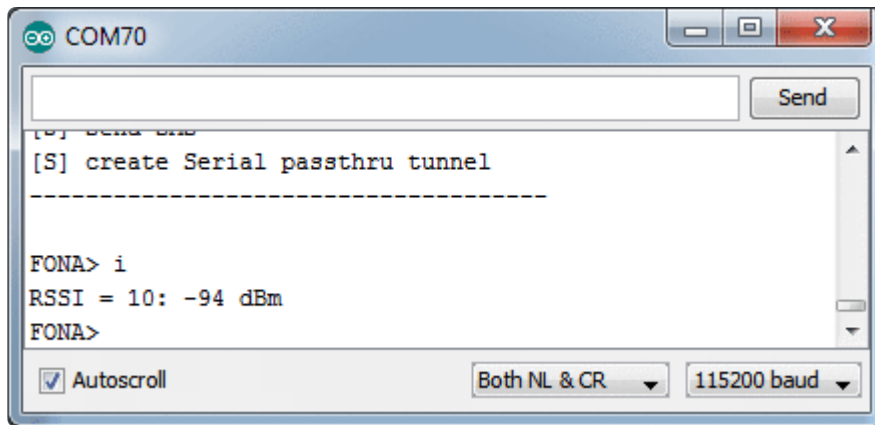 COM70
Send
[S] create Serial passthru tunnel
-------------------------------------
FONA> i
RSSI = 10: -94 dBm
FONA>
Autoscroll
Both NL & CR
115200 baud